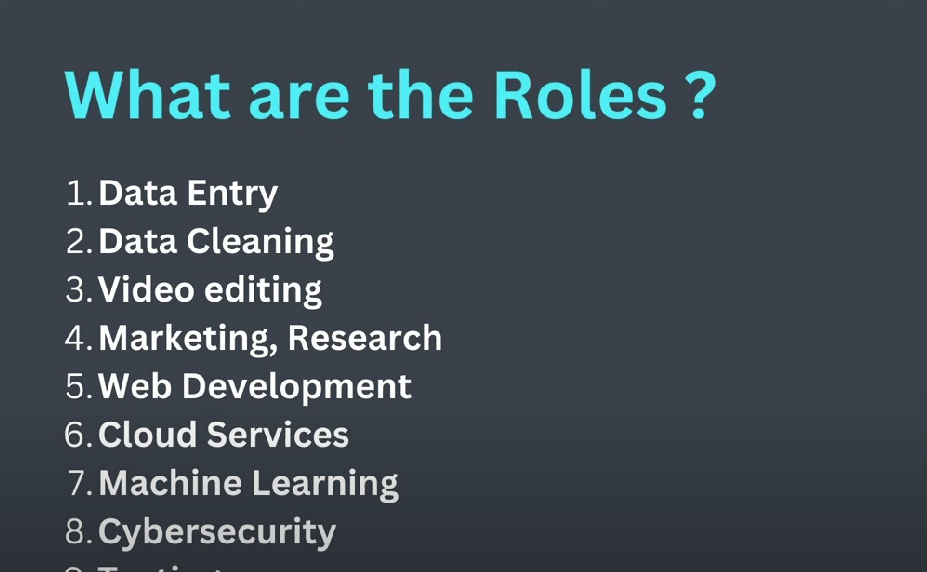 What are the Roles ?
1. Data Entry
2. Data Cleaning
3. Video editing
4. Marketing, Research
5. Web Development
6. Cloud Services
7. Machine Learning
8. Cybersecurity